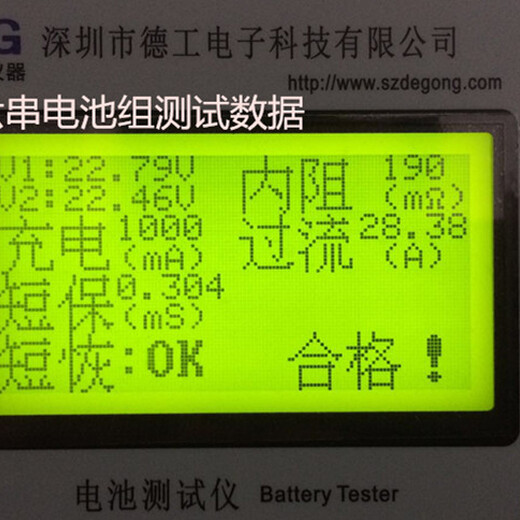 G 深圳市德工电子科技有限公司
仪器 http://www.szdegong.com
串电池组测试数据
V1:22.79V 内阻 190 (mΩ)
V2:22.46V
充电 1000 (mA) 过流 28.38 (A)
短保 0.304 (mS)
短恢:OK 合格!
电池测试仪 Battery Tester